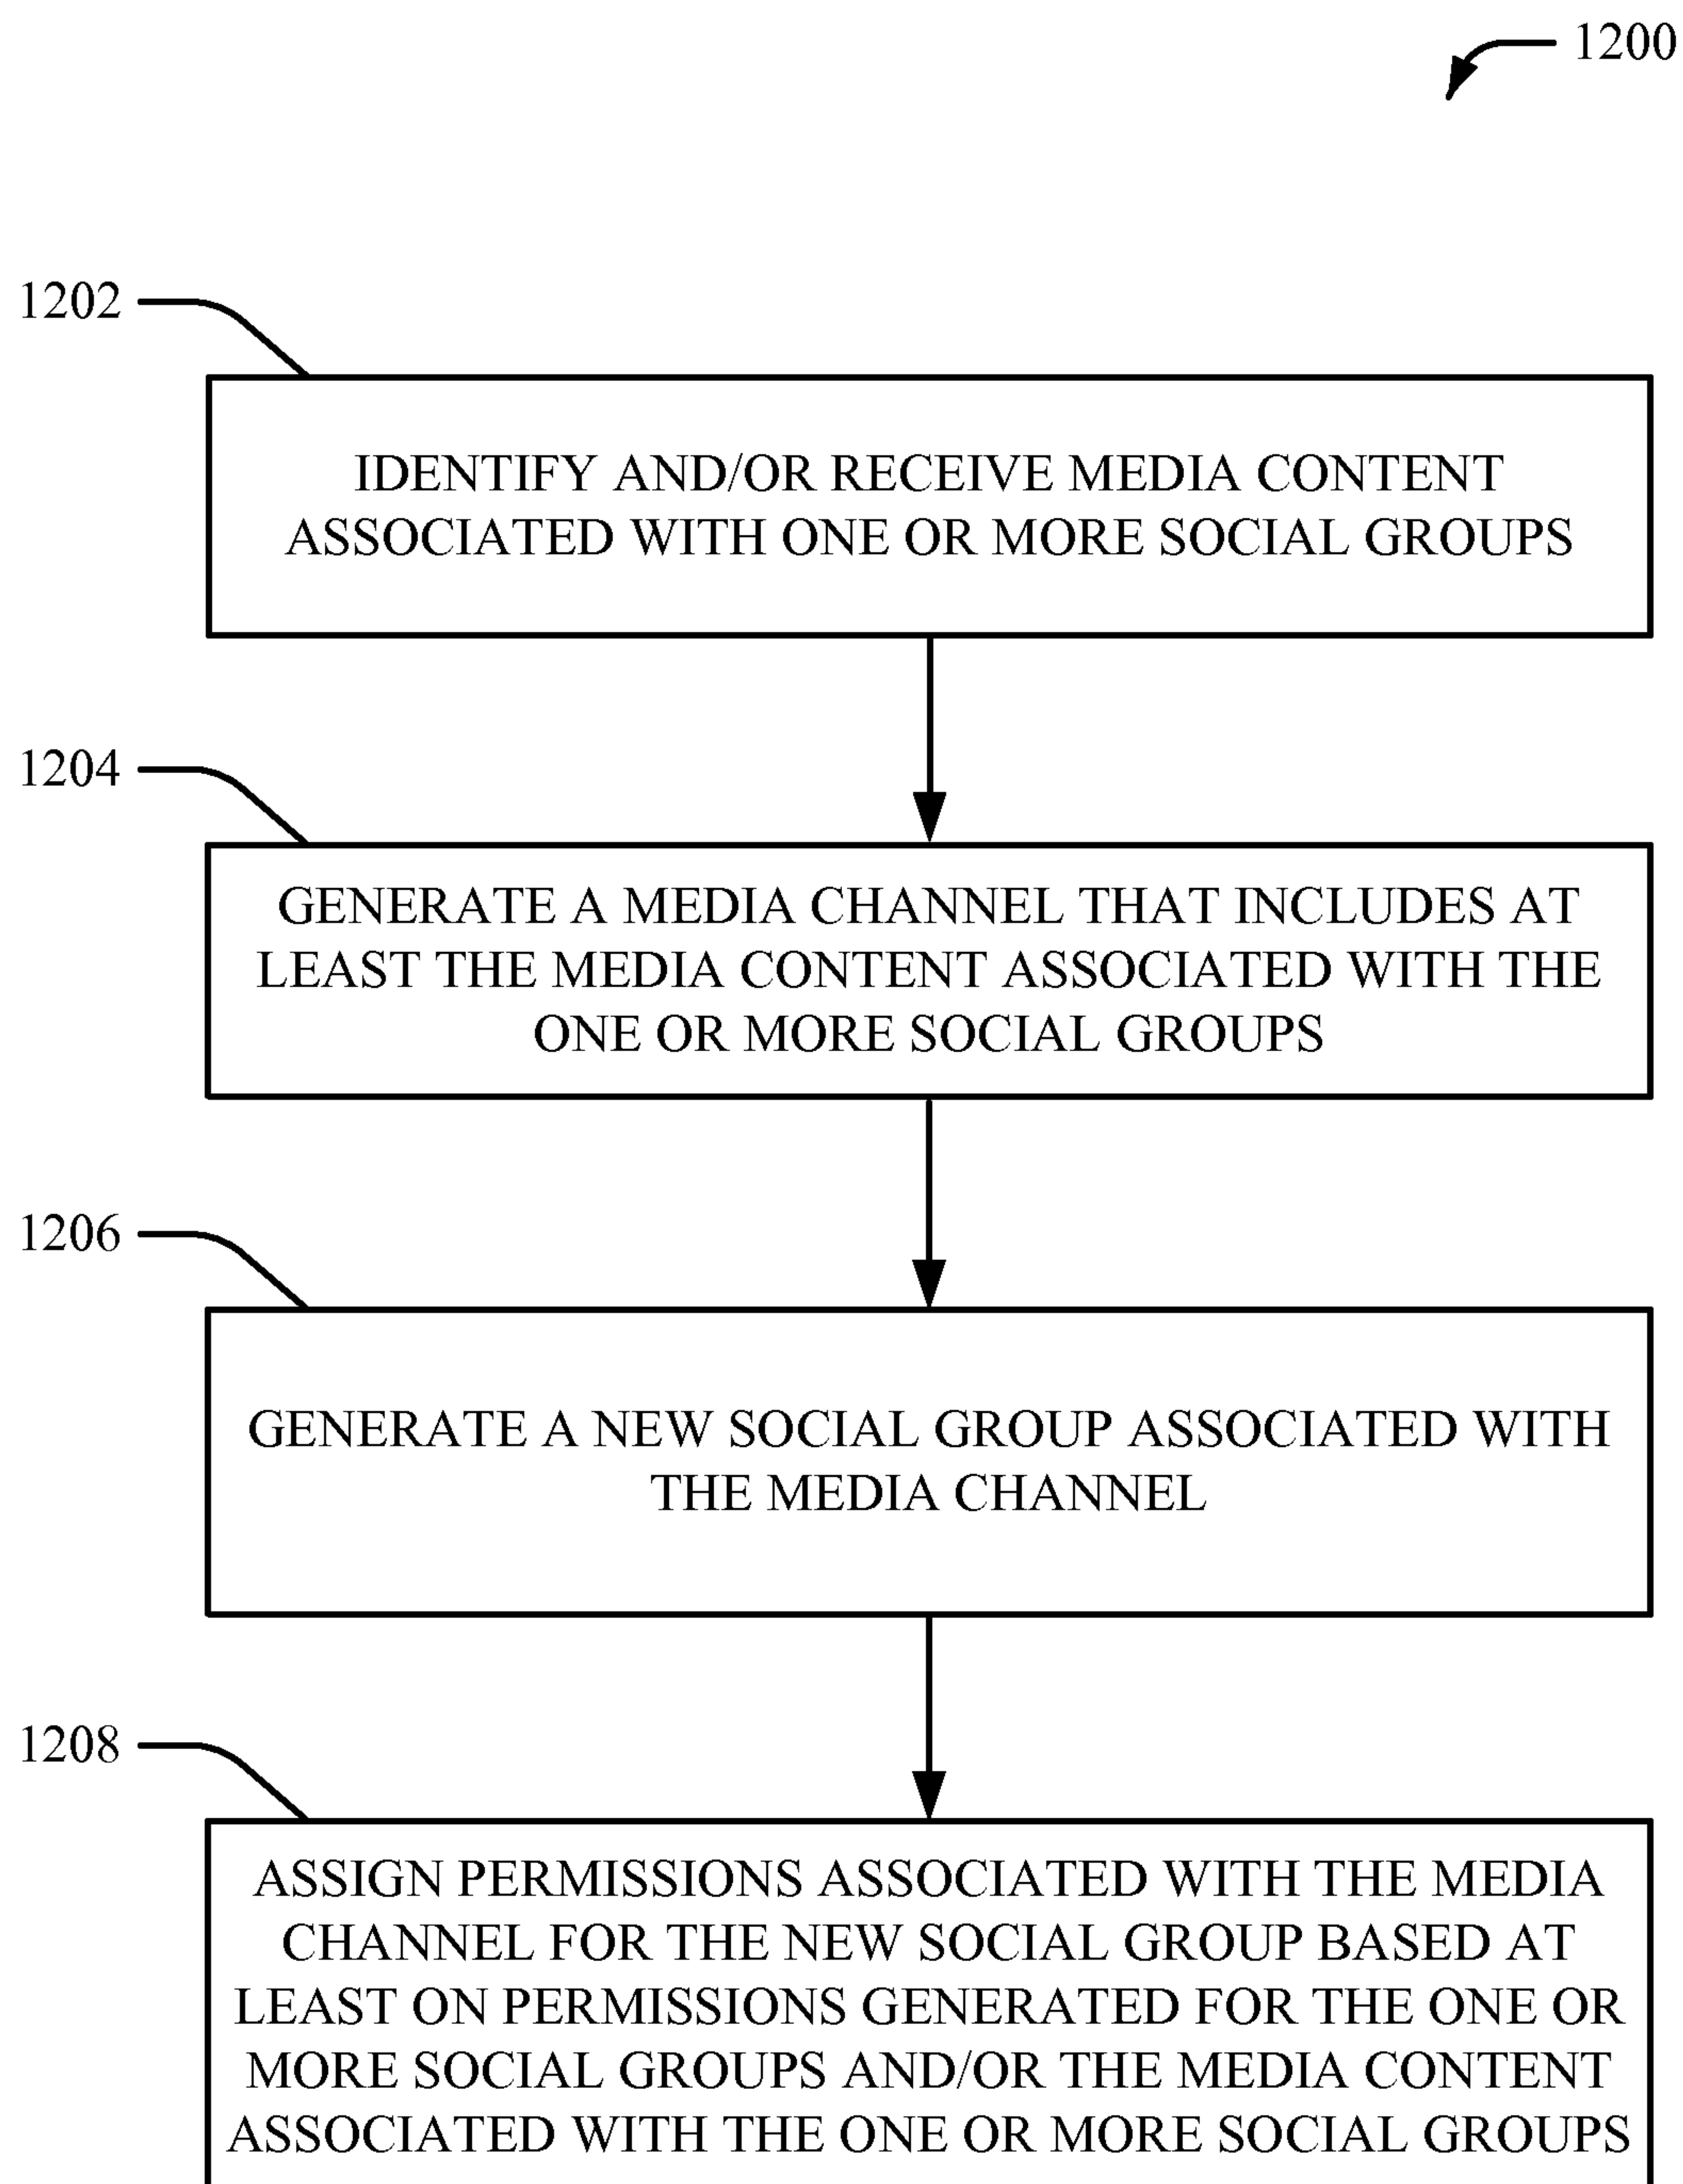 1200
1202
IDENTIFY AND/OR RECEIVE MEDIA CONTENT
ASSOCIATED WITH ONE OR MORE SOCIAL GROUPS
1204
GENERATE A MEDIA CHANNEL THAT INCLUDES AT
LEAST THE MEDIA CONTENT ASSOCIATED WITH THE
ONE OR MORE SOCIAL GROUPS
1206
GENERATE A NEW SOCIAL GROUP ASSOCIATED WITH
THE MEDIA CHANNEL
1208
ASSIGN PERMISSIONS ASSOCIATED WITH THE MEDIA
CHANNEL FOR THE NEW SOCIAL GROUP BASED AT
LEAST ON PERMISSIONS GENERATED FOR THE ONE OR
MORE SOCIAL GROUPS AND/OR THE MEDIA CONTENT
ASSOCIATED WITH THE ONE OR MORE SOCIAL GROUPS